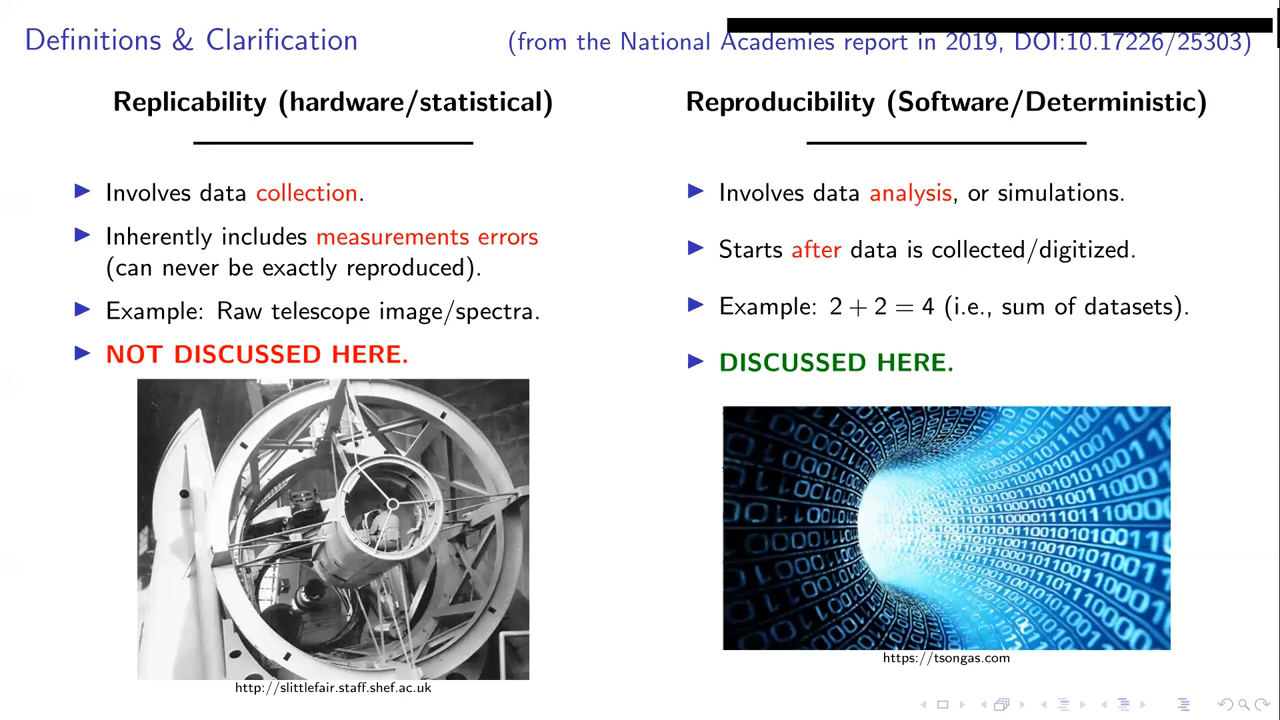 Definitions & Clarification
(from the National Academies report in 2019, DOI:10.17226/25303)
Replicability (hardware/statistical)
▶ Involves data collection.
▶ Inherently includes measurements errors
(can never be exactly reproduced).
▶ Example: Raw telescope image/spectra.
▶ NOT DISCUSSED HERE.
http://slittlefair.staff.shef.ac.uk
Reproducibility (Software/Deterministic)
▶ Involves data analysis, or simulations.
▶ Starts after data is collected/digitized.
▶ Example: 2 + 2 = 4 (i.e., sum of datasets).
▶ DISCUSSED HERE.
https://tsongas.com